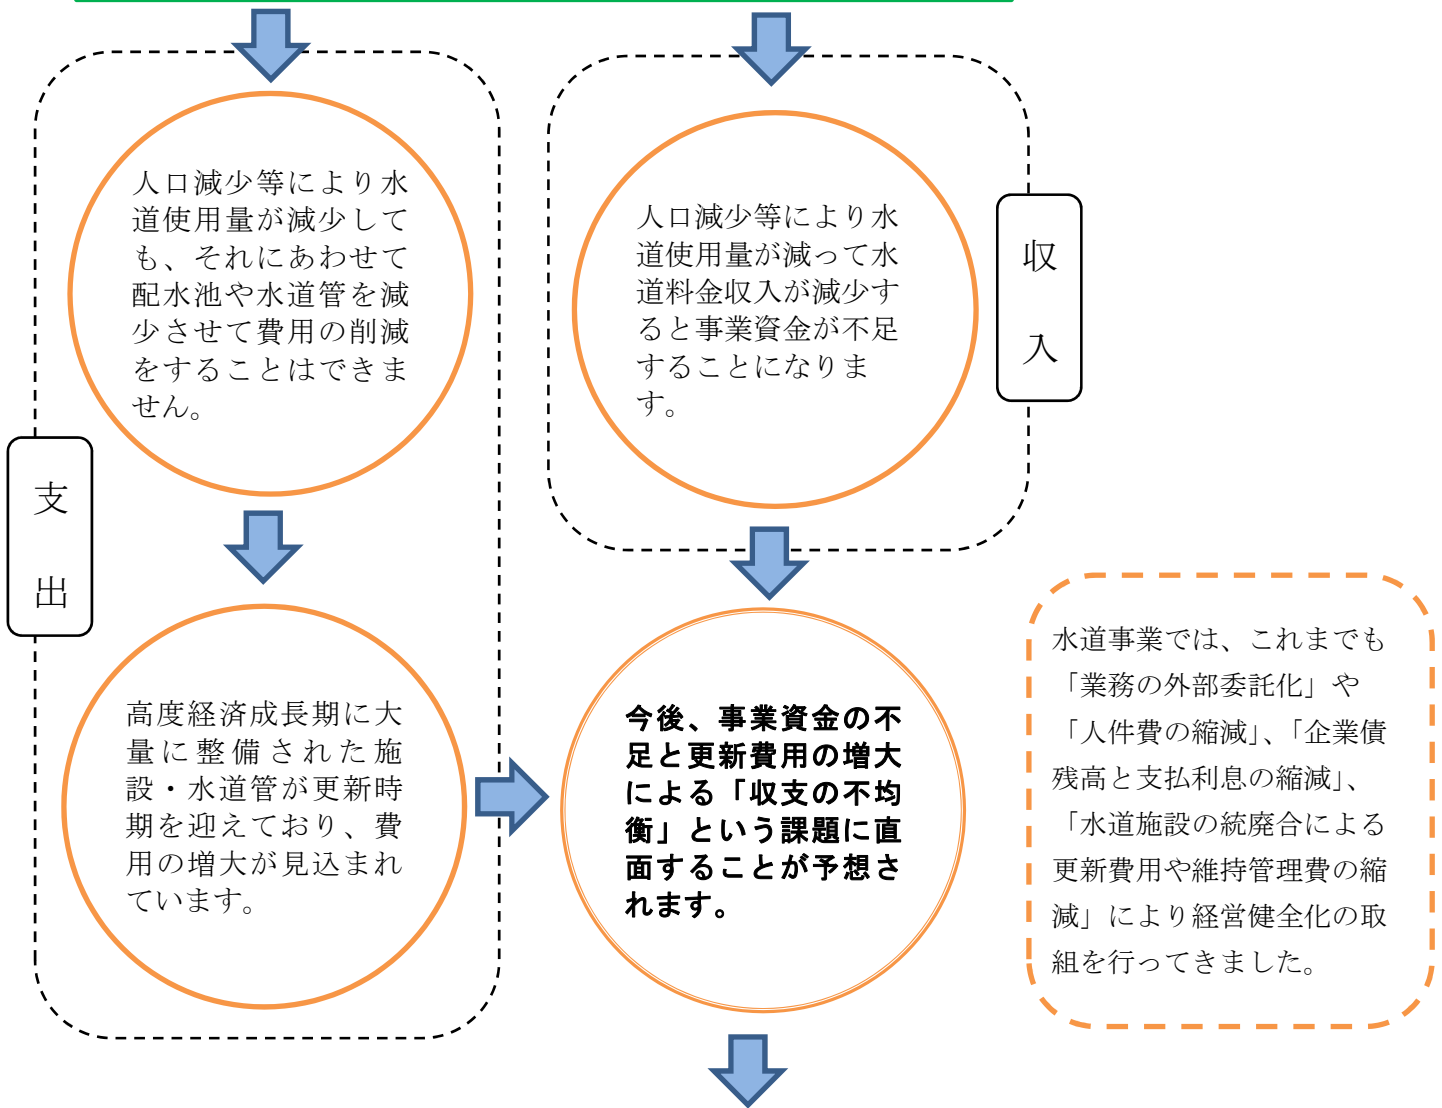 人口減少等により水
道使用量が減少して
も、それにあわせて
配水池や水道管を減
少させて費用の削減
をすることはできま
せん。
人口減少等により水
道使用量が減って水
道料金収入が減少す
ると事業資金が不足
することになりま
す。
収
入
支
出
高度経済成長期に大
量に整備された施
設・水道管が更新時
期を迎えており、費
用の増大が見込まれ
ています。
今後、事業資金の不
足と更新費用の増大
による「収支の不均
衡」という課題に直
面することが予想さ
れます。
水道事業では、これまでも
「業務の外部委託化」や
「人件費の縮減」、「企業債
残高と支払利息の縮減」、
「水道施設の統廃合による
更新費用や維持管理費の縮
減」により経営健全化の取
組を行ってきました。